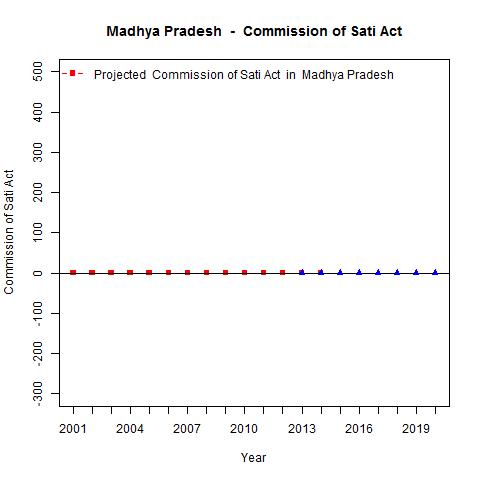 Madhya Pradesh - Commission of Sati Act
Projected Commission of Sati Act in Madhya Pradesh
Commission of Sati Act
500
400
300
200
100
0
-100
-200
-300
2001 2004 2007 2010 2013 2016 2019
Year